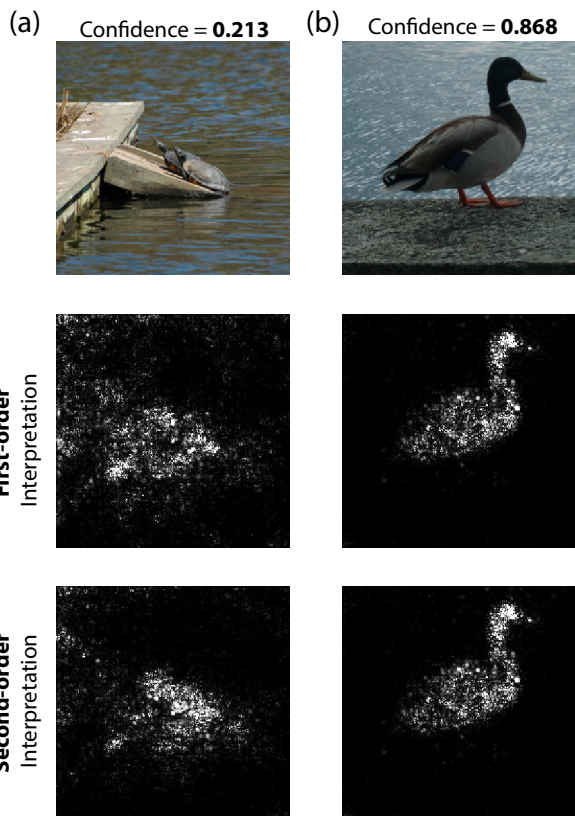 (a)
Confidence = 0.213
(b)
Confidence = 0.868
First-order
Interpretation
Second-order
Interpretation